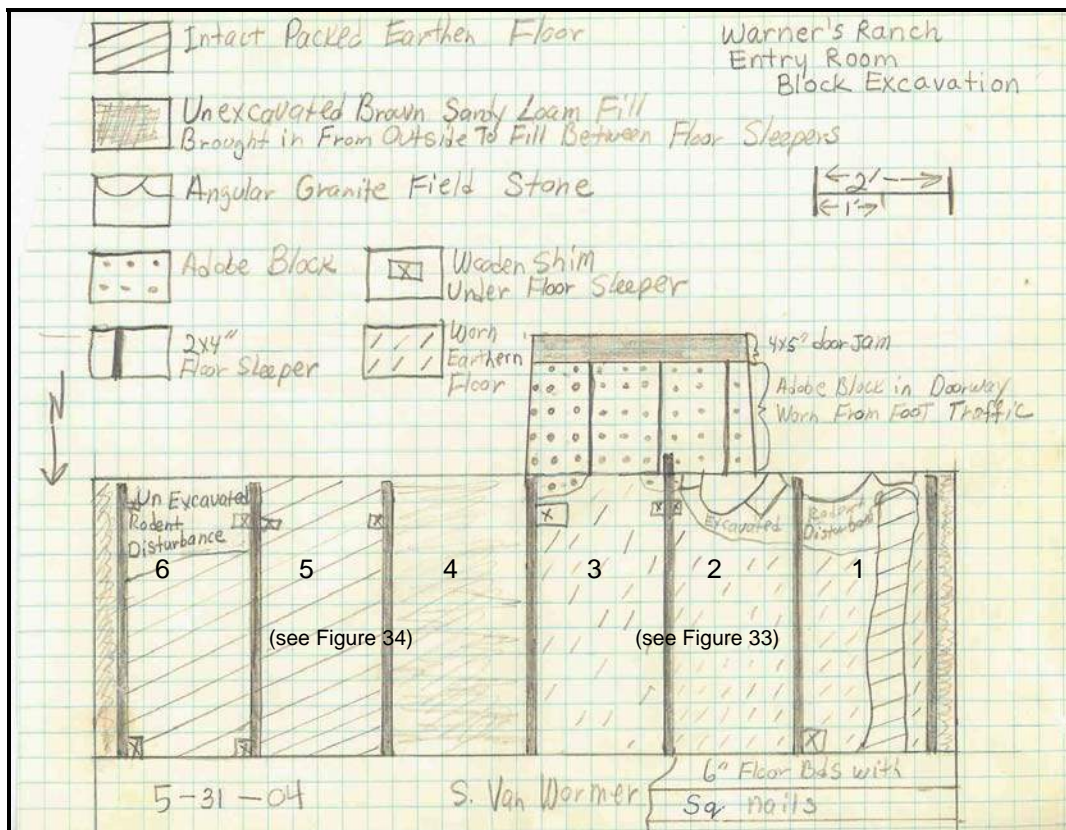 Intact Packed Earthen Floor
Warner's Ranch
Entry Room
Block Excavation
Unexcavated Brown Sandy Loam Fill
Brought in From Outside To Fill Between Floor Sleepers
Angular Granite Field Stone
2'
1'
Adobe Block
X
Wooden Shim
Under Floor Sleeper
2x4"
Floor Sleeper
Worn
Earthern
Floor
4x5" door Jam
Adobe Block in Doorway
Worn From Foot Traffic
N
Un Excavated
Rodent
Disturbance
X
X
X
X
X
X
Excavated
Rodent
6
5
4
3
2
1
(see Figure 34)
(see Figure 33)
X
X
X
5-31-04
S. Van Wormer
6" Floor Bds with
Sq nails